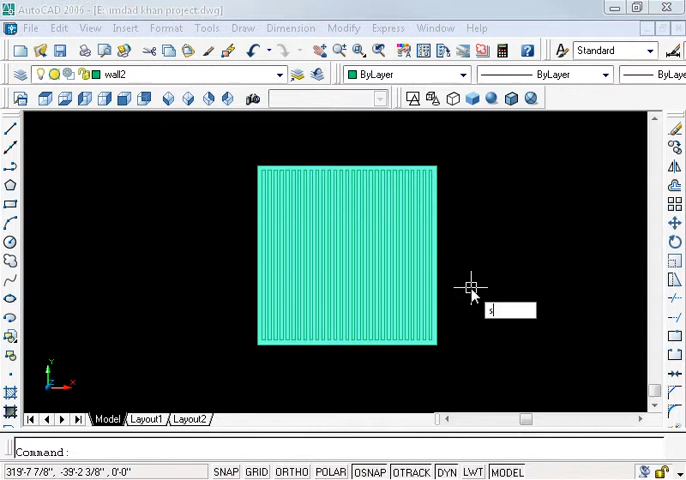 AutoCAD 2006 - [E: imdad khan project.dwg]
File Edit View Insert Format Tools Draw Dimension Modify Express Window Help
Standard
wall2 ByLayer ByLayer ByLayer
Y
X
s
Model Layout1 Layout2
Command:
319'-7 7/8", -39'-2 3/8" , 0'-0" SNAP GRID ORTHO POLAR OSNAP OTRACK DYN LWT MODEL